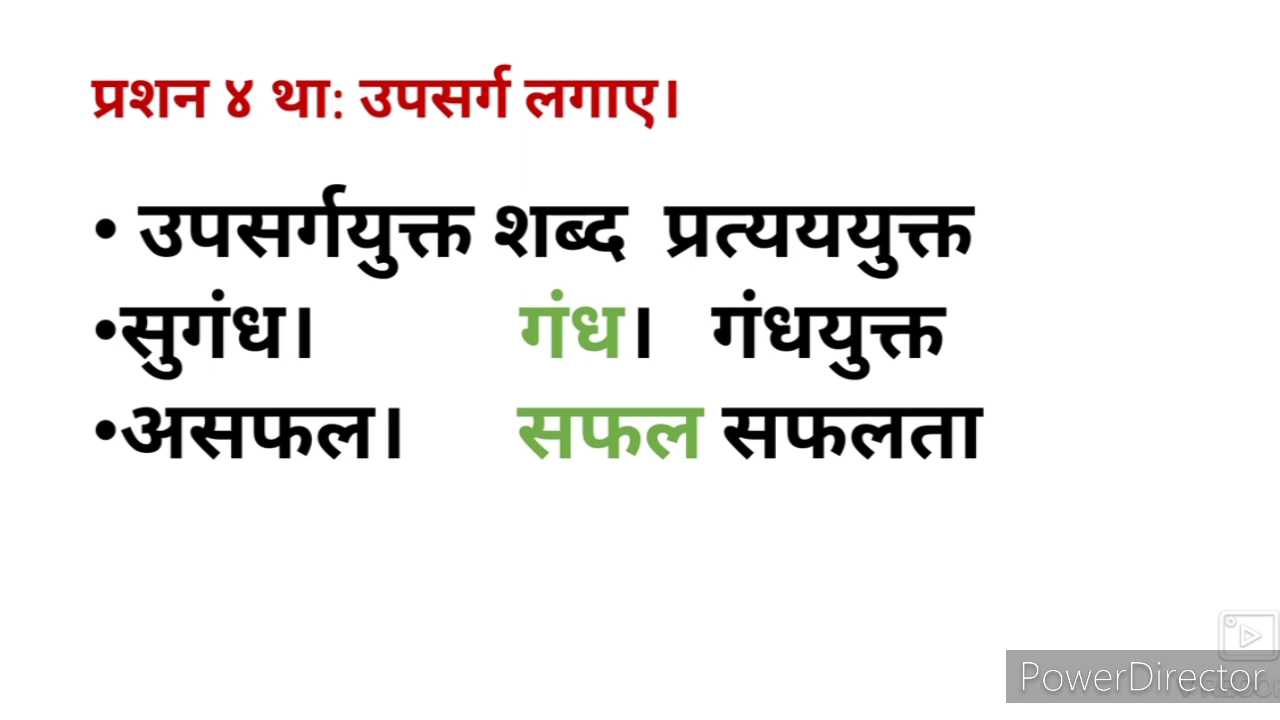 प्रशन ४ था: उपसर्ग लगाए।
• उपसर्गयुक्त शब्द प्रत्यययुक्त
•सुगंध। गंध। गंधयुक्त
•असफल। सफल सफलता
PowerDirector